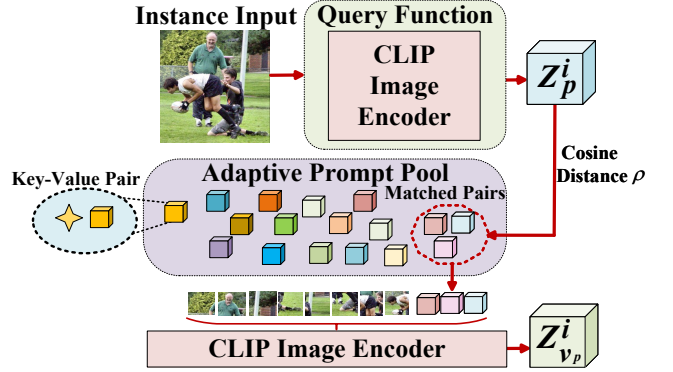 Instance Input
Query Function
CLIP
Image
Encoder
Z_p^i
Cosine
Distance ρ
Adaptive Prompt Pool
Key-Value Pair
Matched Pairs
CLIP Image Encoder
Z_{v_p}^i